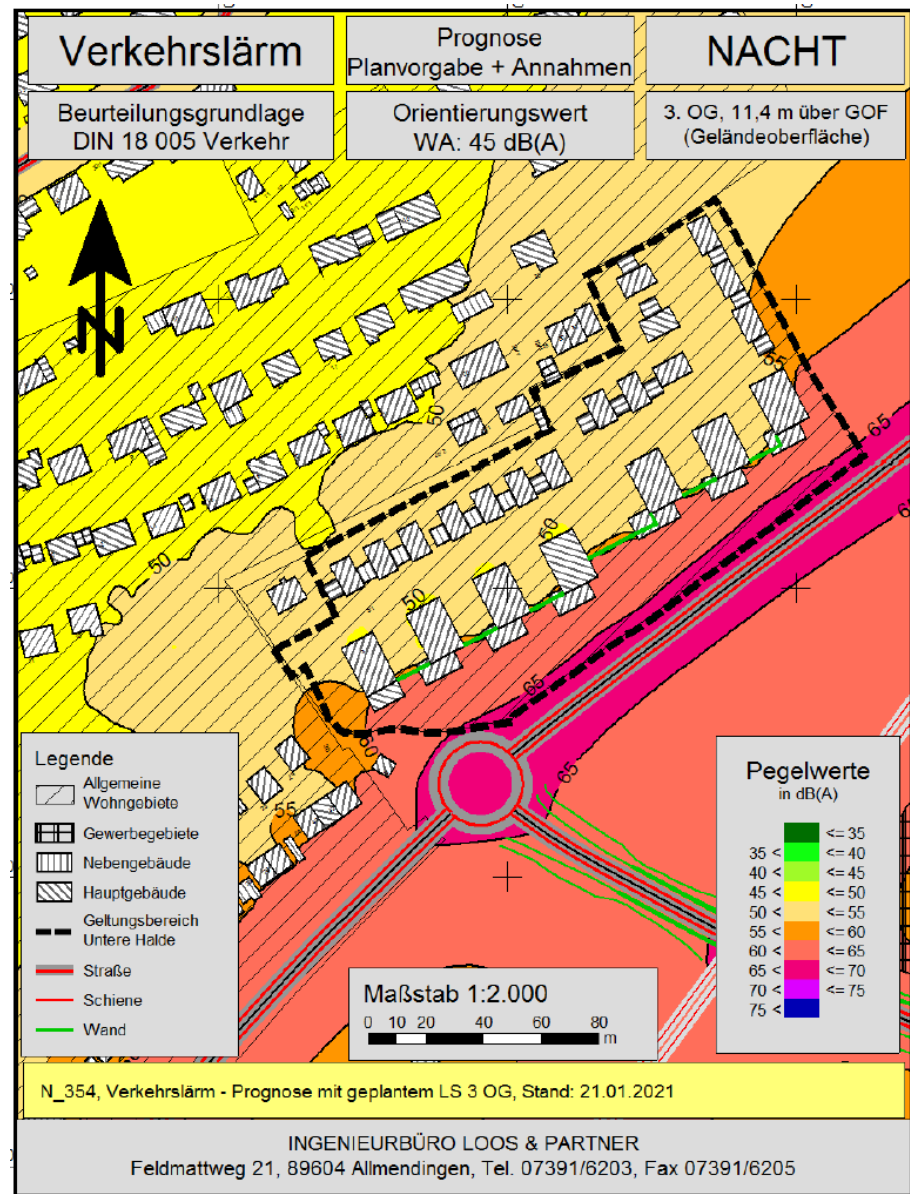 Verkehrslärm
Prognose
Planvorgabe + Annahmen
NACHT
Beurteilungsgrundlage
DIN 18 005 Verkehr
Orientierungswert
WA: 45 dB(A)
3. OG, 11,4 m über GOF
(Geländeoberfläche)
N
50
55
65
50
50
50
65
65
60
65
55
Legende
Allgemeine
Wohngebiete
Gewerbegebiete
Nebengebäude
Hauptgebäude
Geltungsbereich
Untere Halde
Straße
Schiene
Wand
Maßstab 1:2.000
0 10 20 40 60 80
m
Pegelwerte
in dB(A)
<= 35
35 < <= 40
40 < <= 45
45 < <= 50
50 < <= 55
55 < <= 60
60 < <= 65
65 < <= 70
70 < <= 75
75 <
N_354, Verkehrslärm - Prognose mit geplantem LS 3 OG, Stand: 21.01.2021
INGENIEURBÜRO LOOS & PARTNER
Feldmattweg 21, 89604 Allmendingen, Tel. 07391/6203, Fax 07391/6205